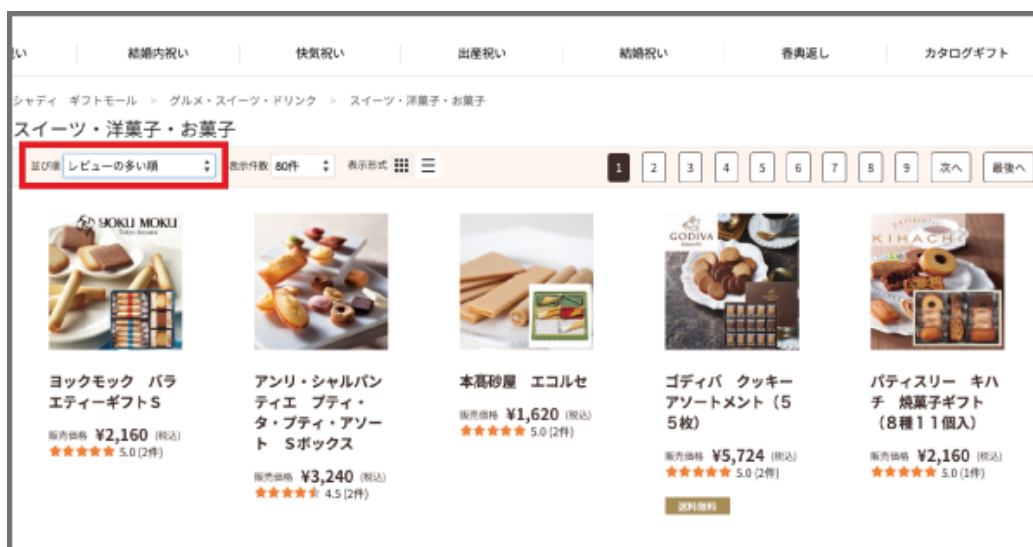 い
結婚内祝い
快気祝い
出産祝い
結婚祝い
香典返し
カタログギフト
シャディ ギフトモール > グルメ・スイーツ・ドリンク > スイーツ・洋菓子・お菓子
スイーツ・洋菓子・お菓子
並び順 レビューの多い順 表示件数 80件 表示形式
1 2 3 4 5 6 7 8 9 次へ 最後へ
YOKU MOKU
Tokyo Aoyama
ヨックモック バラ
エティーギフトS
販売価格 ¥2,160 (税込)
5.0 (2件)
アンリ・シャルパン
ティエ プティ・
タ・プティ・アソー
ト Sボックス
販売価格 ¥3,240 (税込)
4.5 (2件)
本髙砂屋 エコルセ
販売価格 ¥1,620 (税込)
5.0 (2件)
GODIVA
ゴディバ クッキー
アソートメント(5
5枚)
販売価格 ¥5,724 (税込)
5.0 (2件)
送料無料
patisserie
KIHACHI
パティスリー キハ
チ 焼菓子ギフト
(8種11個入)
販売価格 ¥2,160 (税込)
5.0 (1件)